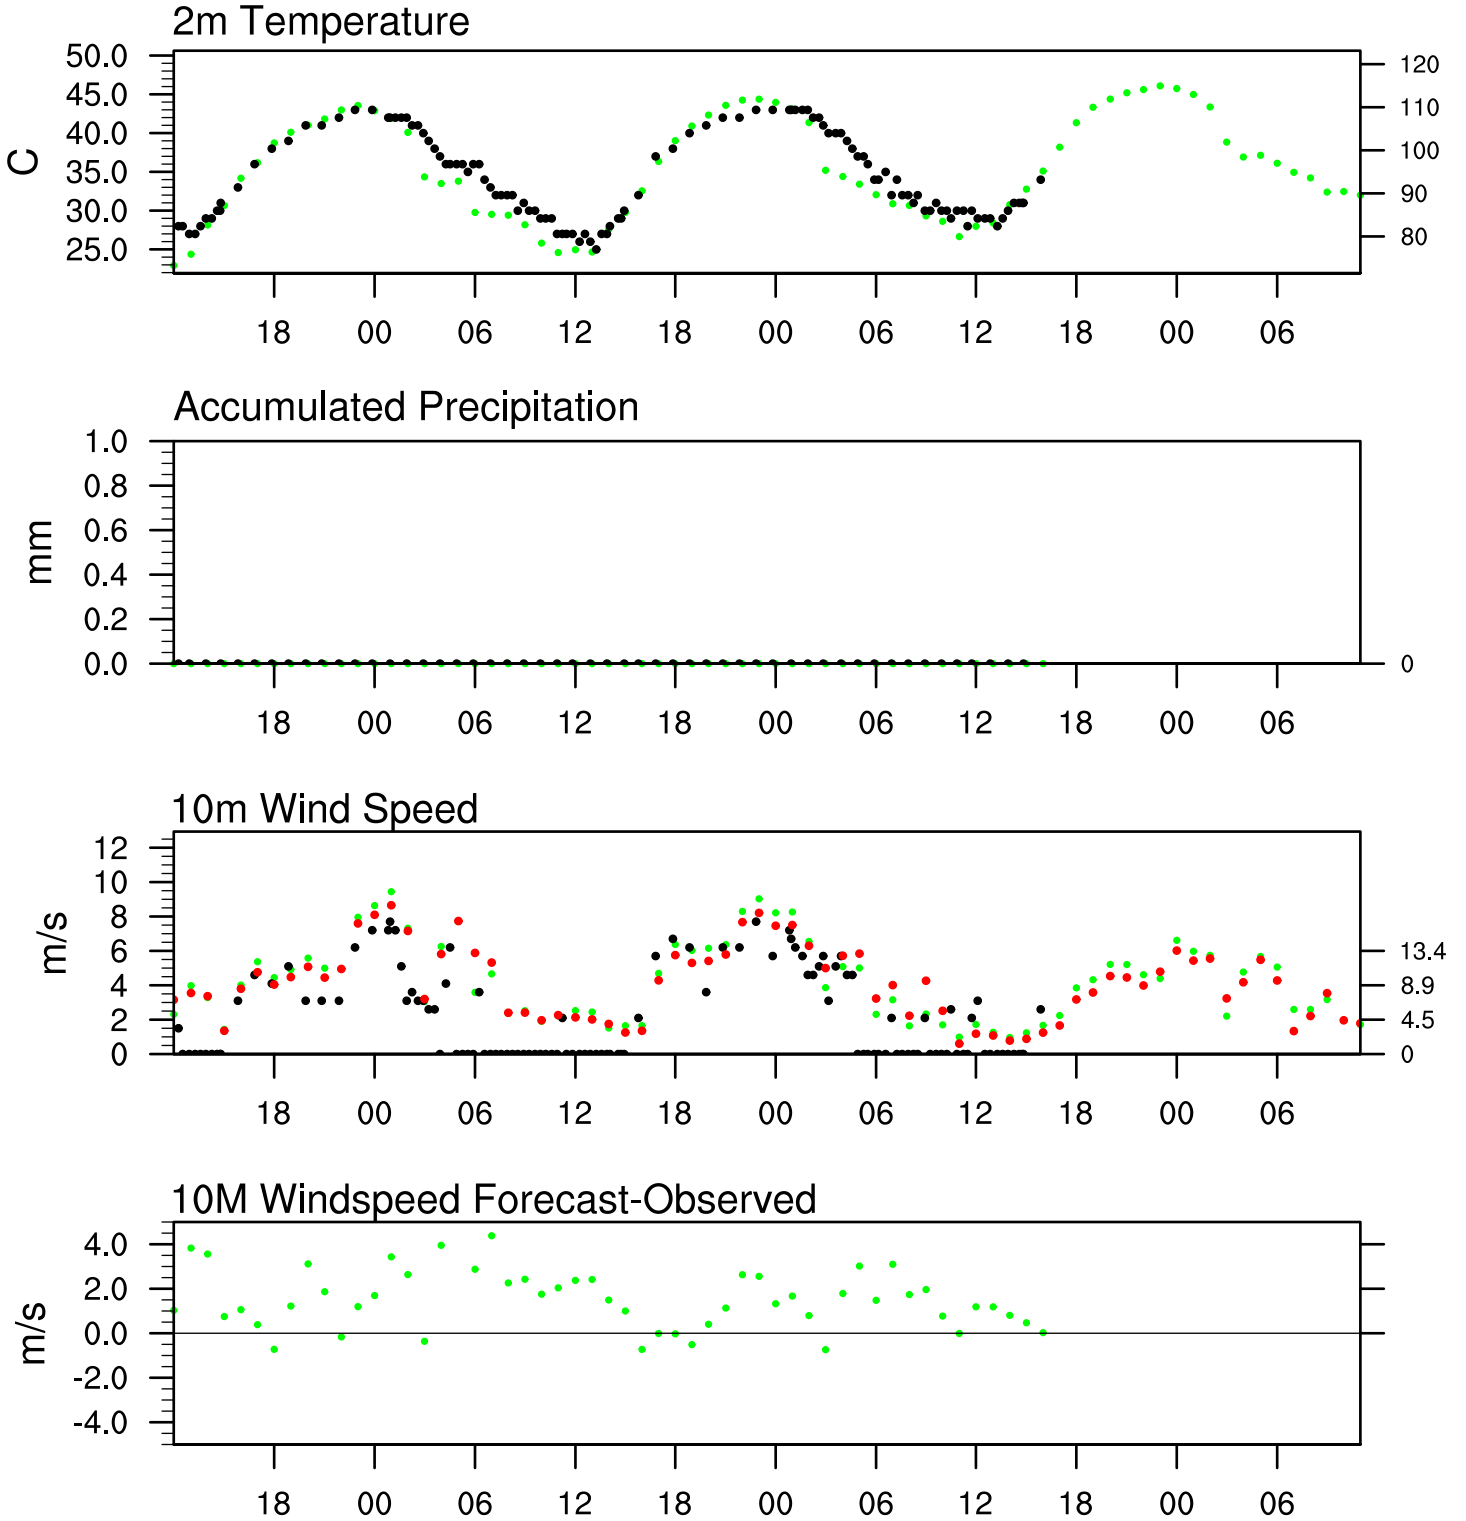 2m Temperature
50.0
45.0
40.0
35.0
30.0
25.0
C
120
110
100
90
80
18 00 06 12 18 00 06 12 18 00 06
Accumulated Precipitation
1.0
0.8
0.6
0.4
0.2
0.0
mm
0
18 00 06 12 18 00 06 12 18 00 06
10m Wind Speed
12
10
8
6
4
2
0
m/s
13.4
8.9
4.5
0
18 00 06 12 18 00 06 12 18 00 06
10M Windspeed Forecast-Observed
4.0
2.0
0.0
-2.0
-4.0
m/s
18 00 06 12 18 00 06 12 18 00 06